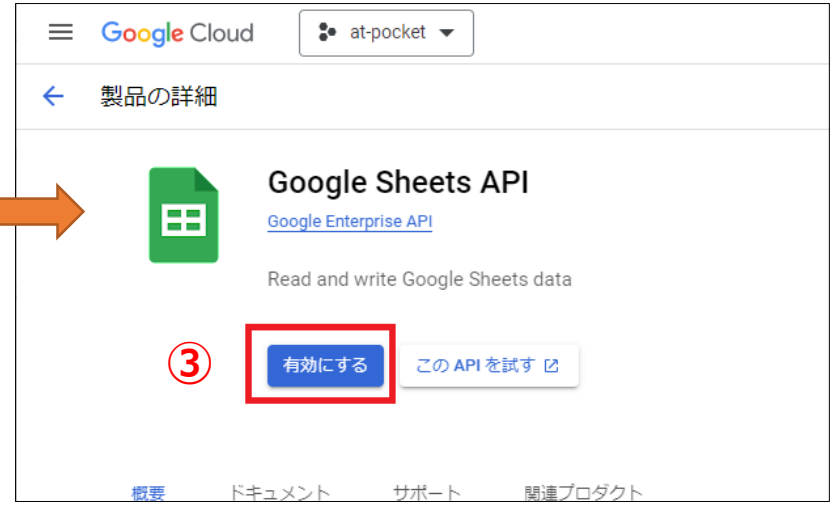 Google Cloud
at-pocket
製品の詳細
Google Sheets API
Google Enterprise API
Read and write Google Sheets data
③
有効にする
この API を試す
概要 ドキュメント サポート 関連プロダクト